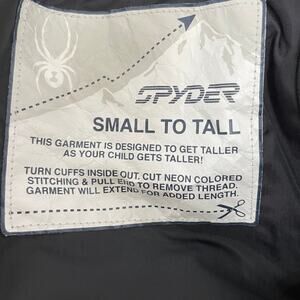 SPYDER
SMALL TO TALL
THIS GARMENT IS DESIGNED TO GET TALLER
AS YOUR CHILD GETS TALLER!
TURN CUFFS INSIDE OUT. CUT NEON COLORED
STITCHING & PULL END TO REMOVE THREAD.
GARMENT WILL EXTEND FOR ADDED LENGTH.